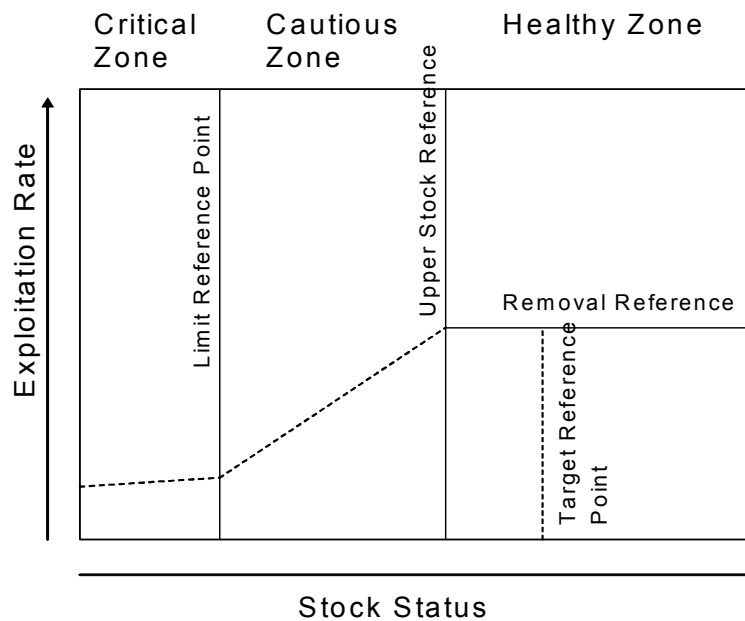 Critical
Zone
Cautious
Zone
Healthy Zone
Exploitation Rate
Limit Reference Point
Upper Stock Reference
Removal Reference
Target Reference
Point
Stock Status